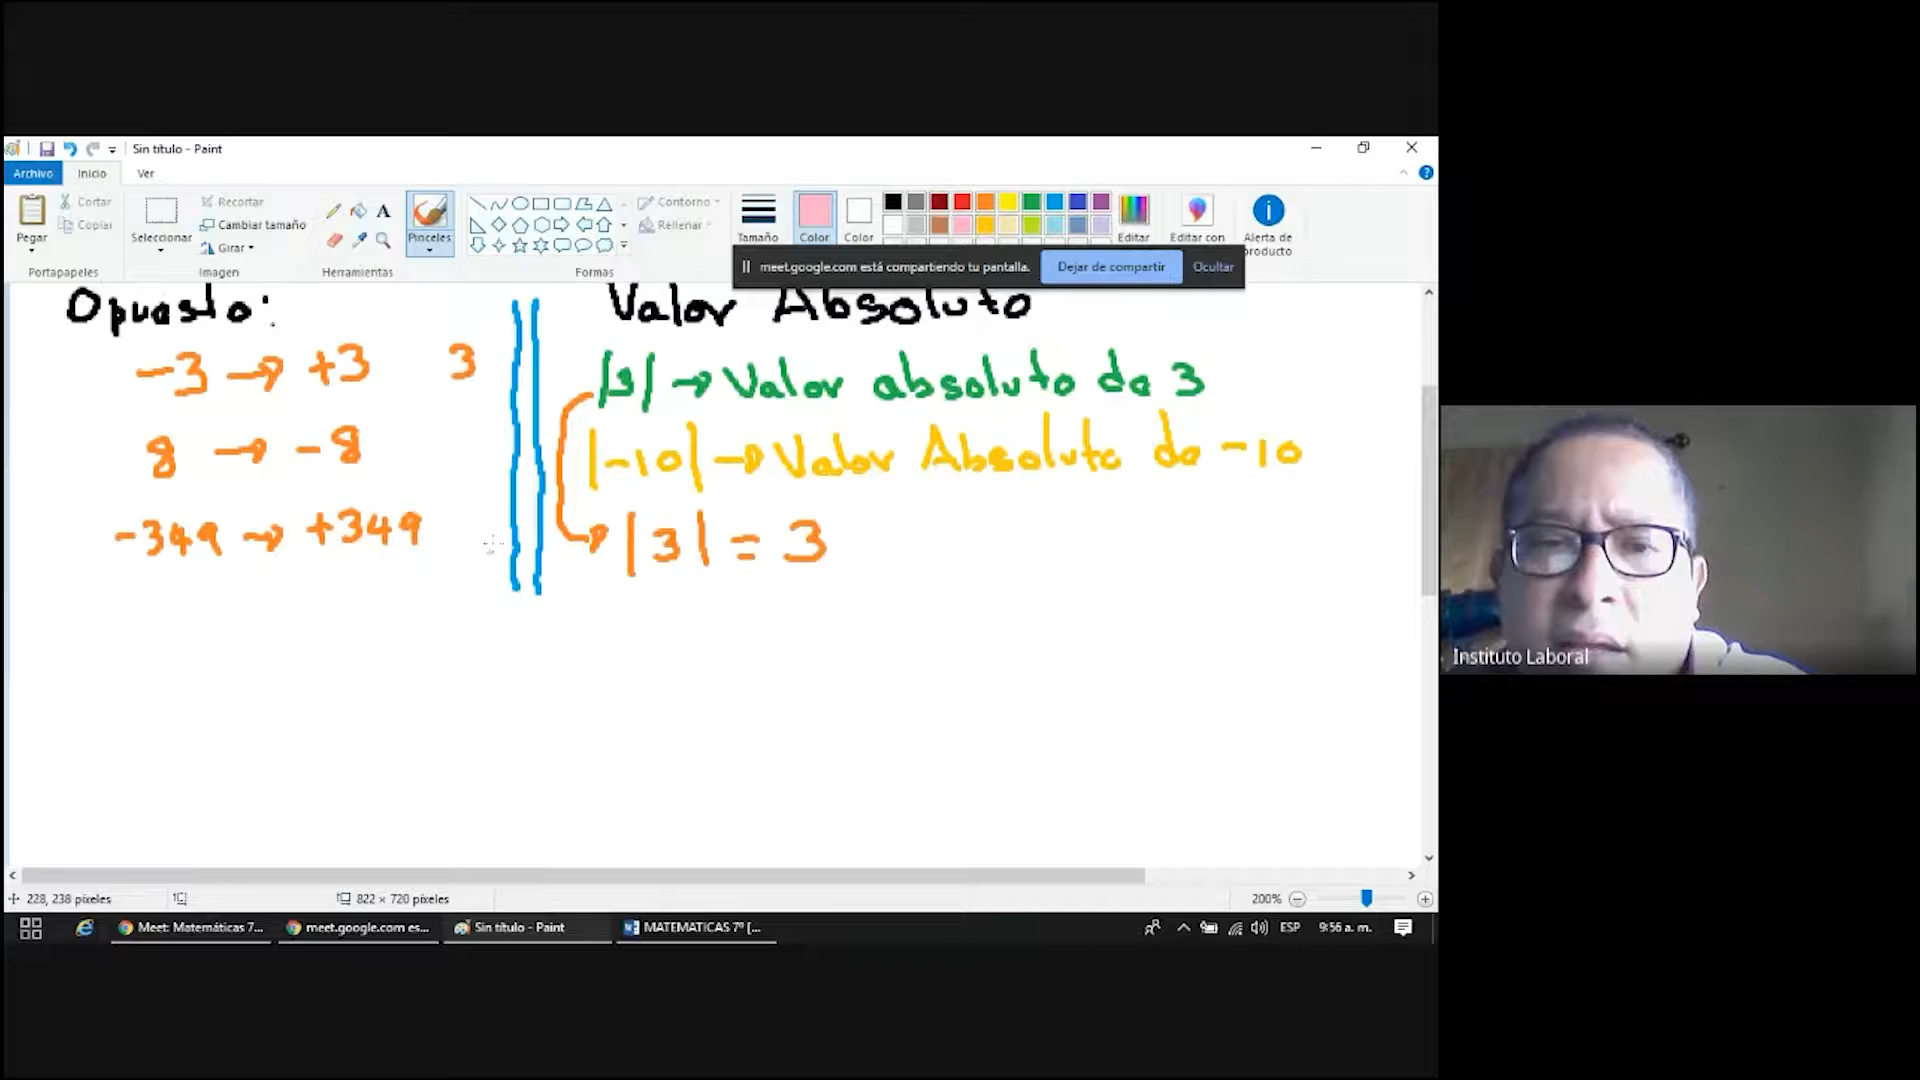 Sin título - Paint
Archivo Inicio Ver
Pegar
Cortar
Copiar
Portapapeles
Seleccionar
Recortar
Cambiar tamaño
Girar
Imagen
A
Herramientas
Pinceles
Formas
Contorno
Rellenar
Tamaño
Color
Color
Editar
Editar con
Alerta de
producto
meet.google.com está compartiendo tu pantalla. Dejar de compartir Ocultar
Opuesto:
-3 → +3 3
8 → -8
-349 → +349
Valor Absoluto
|3| → Valor absoluto de 3
|-10| → Valor Absoluto de -10
|3| = 3
Instituto Laboral
228, 238 píxeles 822 × 720 píxeles 200%
Meet: Matemáticas 7... meet.google.com es... Sin título - Paint MATEMATICAS 7º [... ESP 9:56 a. m.